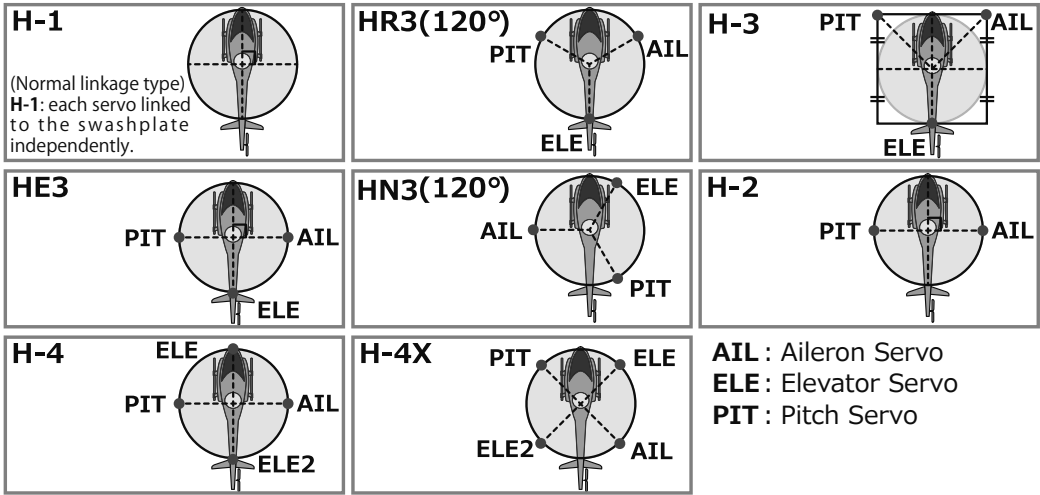 H-1
(Normal linkage type)
H-1: each servo linked
to the swashplate
independently.
HR3(120°)
PIT
AIL
ELE
H-3
PIT
AIL
ELE
HE3
PIT
AIL
ELE
HN3(120°)
ELE
AIL
PIT
H-2
PIT
AIL
H-4
ELE
PIT
AIL
ELE2
H-4X
PIT
ELE
ELE2
AIL
AIL : Aileron Servo
ELE : Elevator Servo
PIT : Pitch Servo